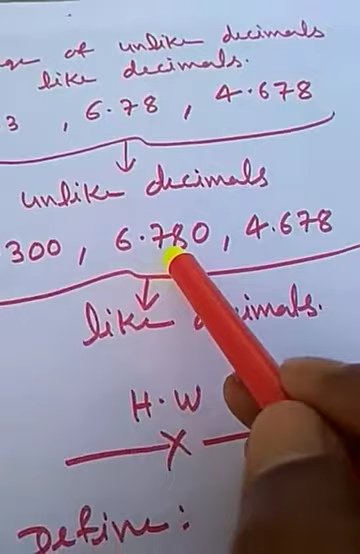 of unlike decimals
like decimals.
3 , 6.78 , 4.678
unlike decimals
.300 , 6.780 , 4.678
like decimals.
H.W
X
Define: